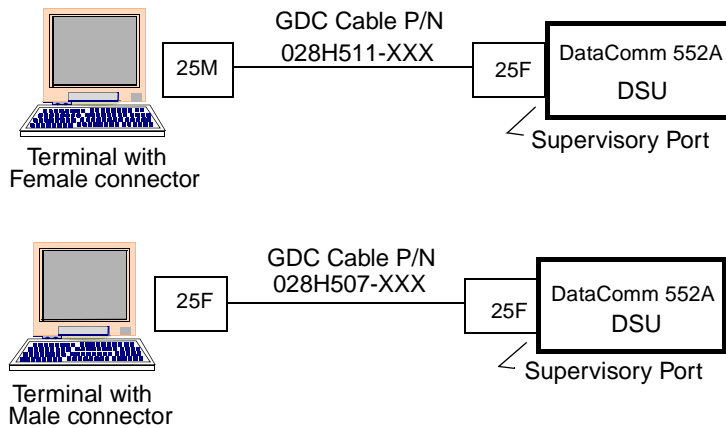 GDC Cable P/N
028H511-XXX
25M
25F
DataComm 552A
DSU
Supervisory Port
Terminal with
Female connector
GDC Cable P/N
028H507-XXX
25F
25F
DataComm 552A
DSU
Supervisory Port
Terminal with
Male connector